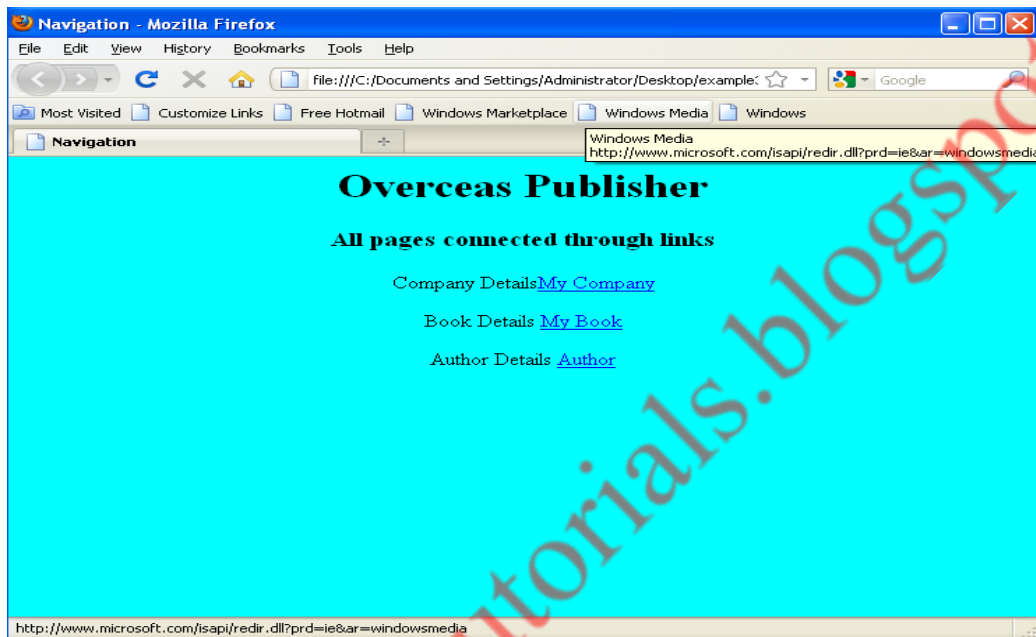 Navigation - Mozilla Firefox
File Edit View History Bookmarks Tools Help
file:///C:/Documents and Settings/Administrator/Desktop/example: Google
Most Visited Customize Links Free Hotmail Windows Marketplace Windows Media Windows
Navigation
Windows Media
http://www.microsoft.com/isapi/redir.dll?prd=ie&ar=windowsmedia
Overceas Publisher
All pages connected through links
Company DetailsMy Company
Book Details My Book
Author Details Author
utorials.blogspo
http://www.microsoft.com/isapi/redir.dll?prd=ie&ar=windowsmedia